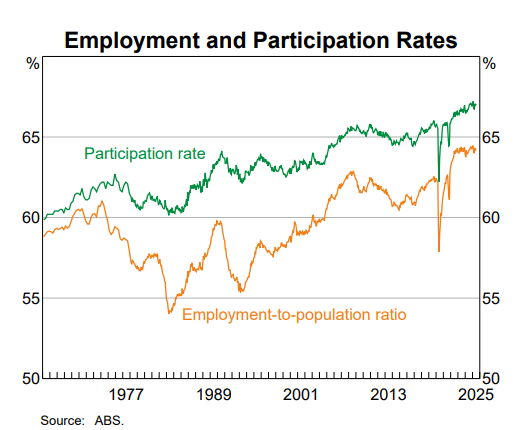 Employment and Participation Rates
% %
65 65
Participation rate
60 60
55 55
Employment-to-population ratio
50 50
1977 1989 2001 2013 2025
Source: ABS.